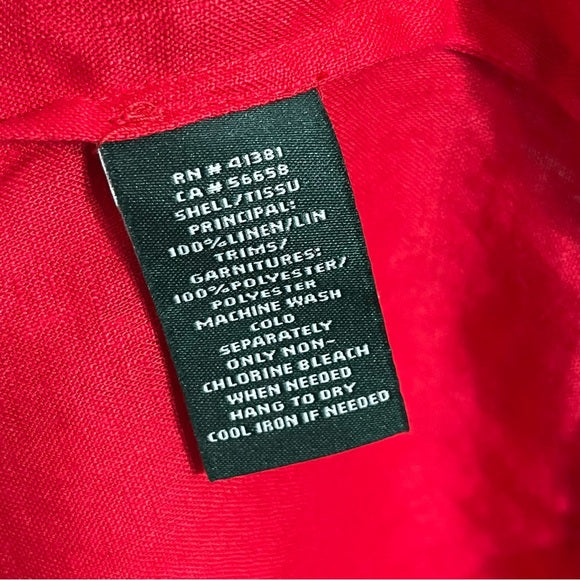 RN # 41381
CA # 56658
SHELL/TISSU
PRINCIPAL:
100%LINEN/LIN
TRIMS/
GARNITURES:
100%POLYESTER/
POLYESTER
MACHINE WASH
COLD
SEPARATELY
ONLY NON-
CHLORINE BLEACH
WHEN NEEDED
HANG TO DRY
COOL IRON IF NEEDED